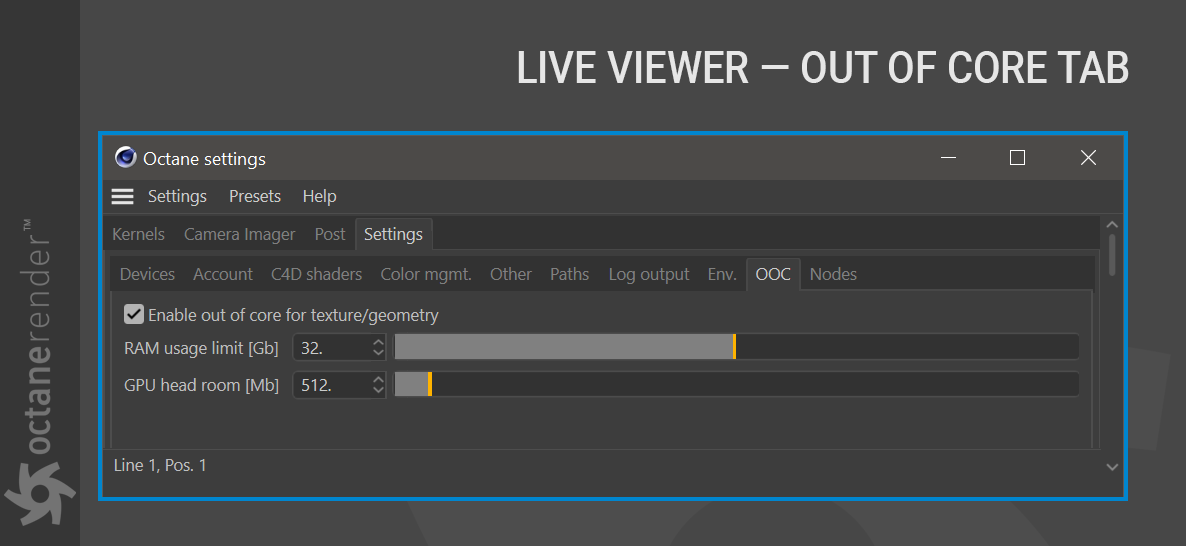 LIVE VIEWER — OUT OF CORE TAB
Octane settings
Settings Presets Help
Kernels Camera Imager Post Settings
Devices Account C4D shaders Color mgmt. Other Paths Log output Env. OOC Nodes
Enable out of core for texture/geometry
RAM usage limit [Gb] 32.
GPU head room [Mb] 512.
Line 1, Pos. 1
octanerender™